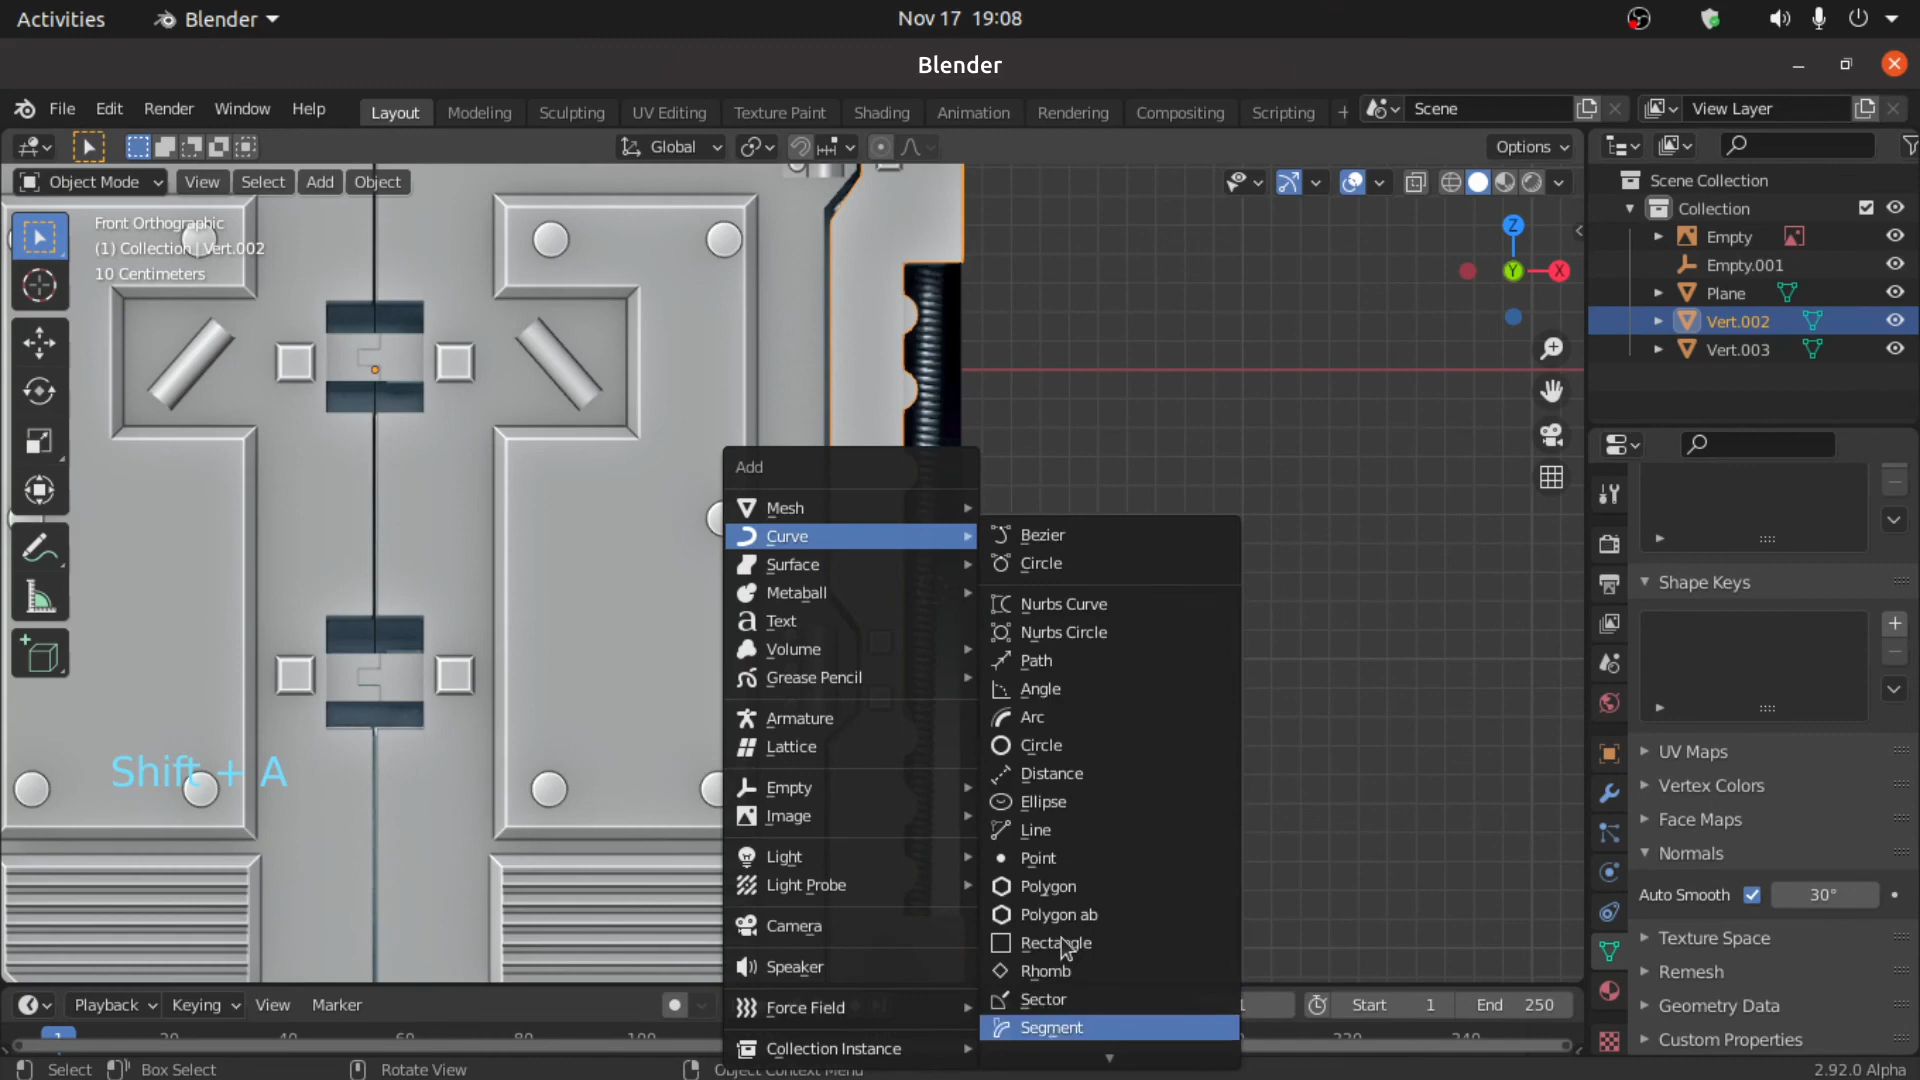 Activities
Blender
Nov 17 19:08
Blender
File Edit Render Window Help
Layout Modeling Sculpting UV Editing Texture Paint Shading Animation Rendering Compositing Scripting +
Scene
View Layer
Global
Options
Object Mode View Select Add Object
Front Orthographic
(1) Collection | Vert.002
10 Centimeters
Z
Y
X
Scene Collection
Collection
Empty
Empty.001
Plane
Vert.002
Vert.003
Shift + A
Add
Mesh
Curve
Surface
Metaball
Text
Volume
Grease Pencil
Armature
Lattice
Empty
Image
Light
Light Probe
Camera
Speaker
Force Field
Collection Instance
Bezier
Circle
Nurbs Curve
Nurbs Circle
Path
Angle
Arc
Circle
Distance
Ellipse
Line
Point
Polygon
Polygon ab
Rectangle
Rhomb
Sector
Segment
Shape Keys
UV Maps
Vertex Colors
Face Maps
Normals
Auto Smooth 30°
Texture Space
Remesh
Geometry Data
Custom Properties
Playback Keying View Marker
1 Start 1 End 250
1
Select Box Select Rotate View Object Context Menu
2.92.0 Alpha